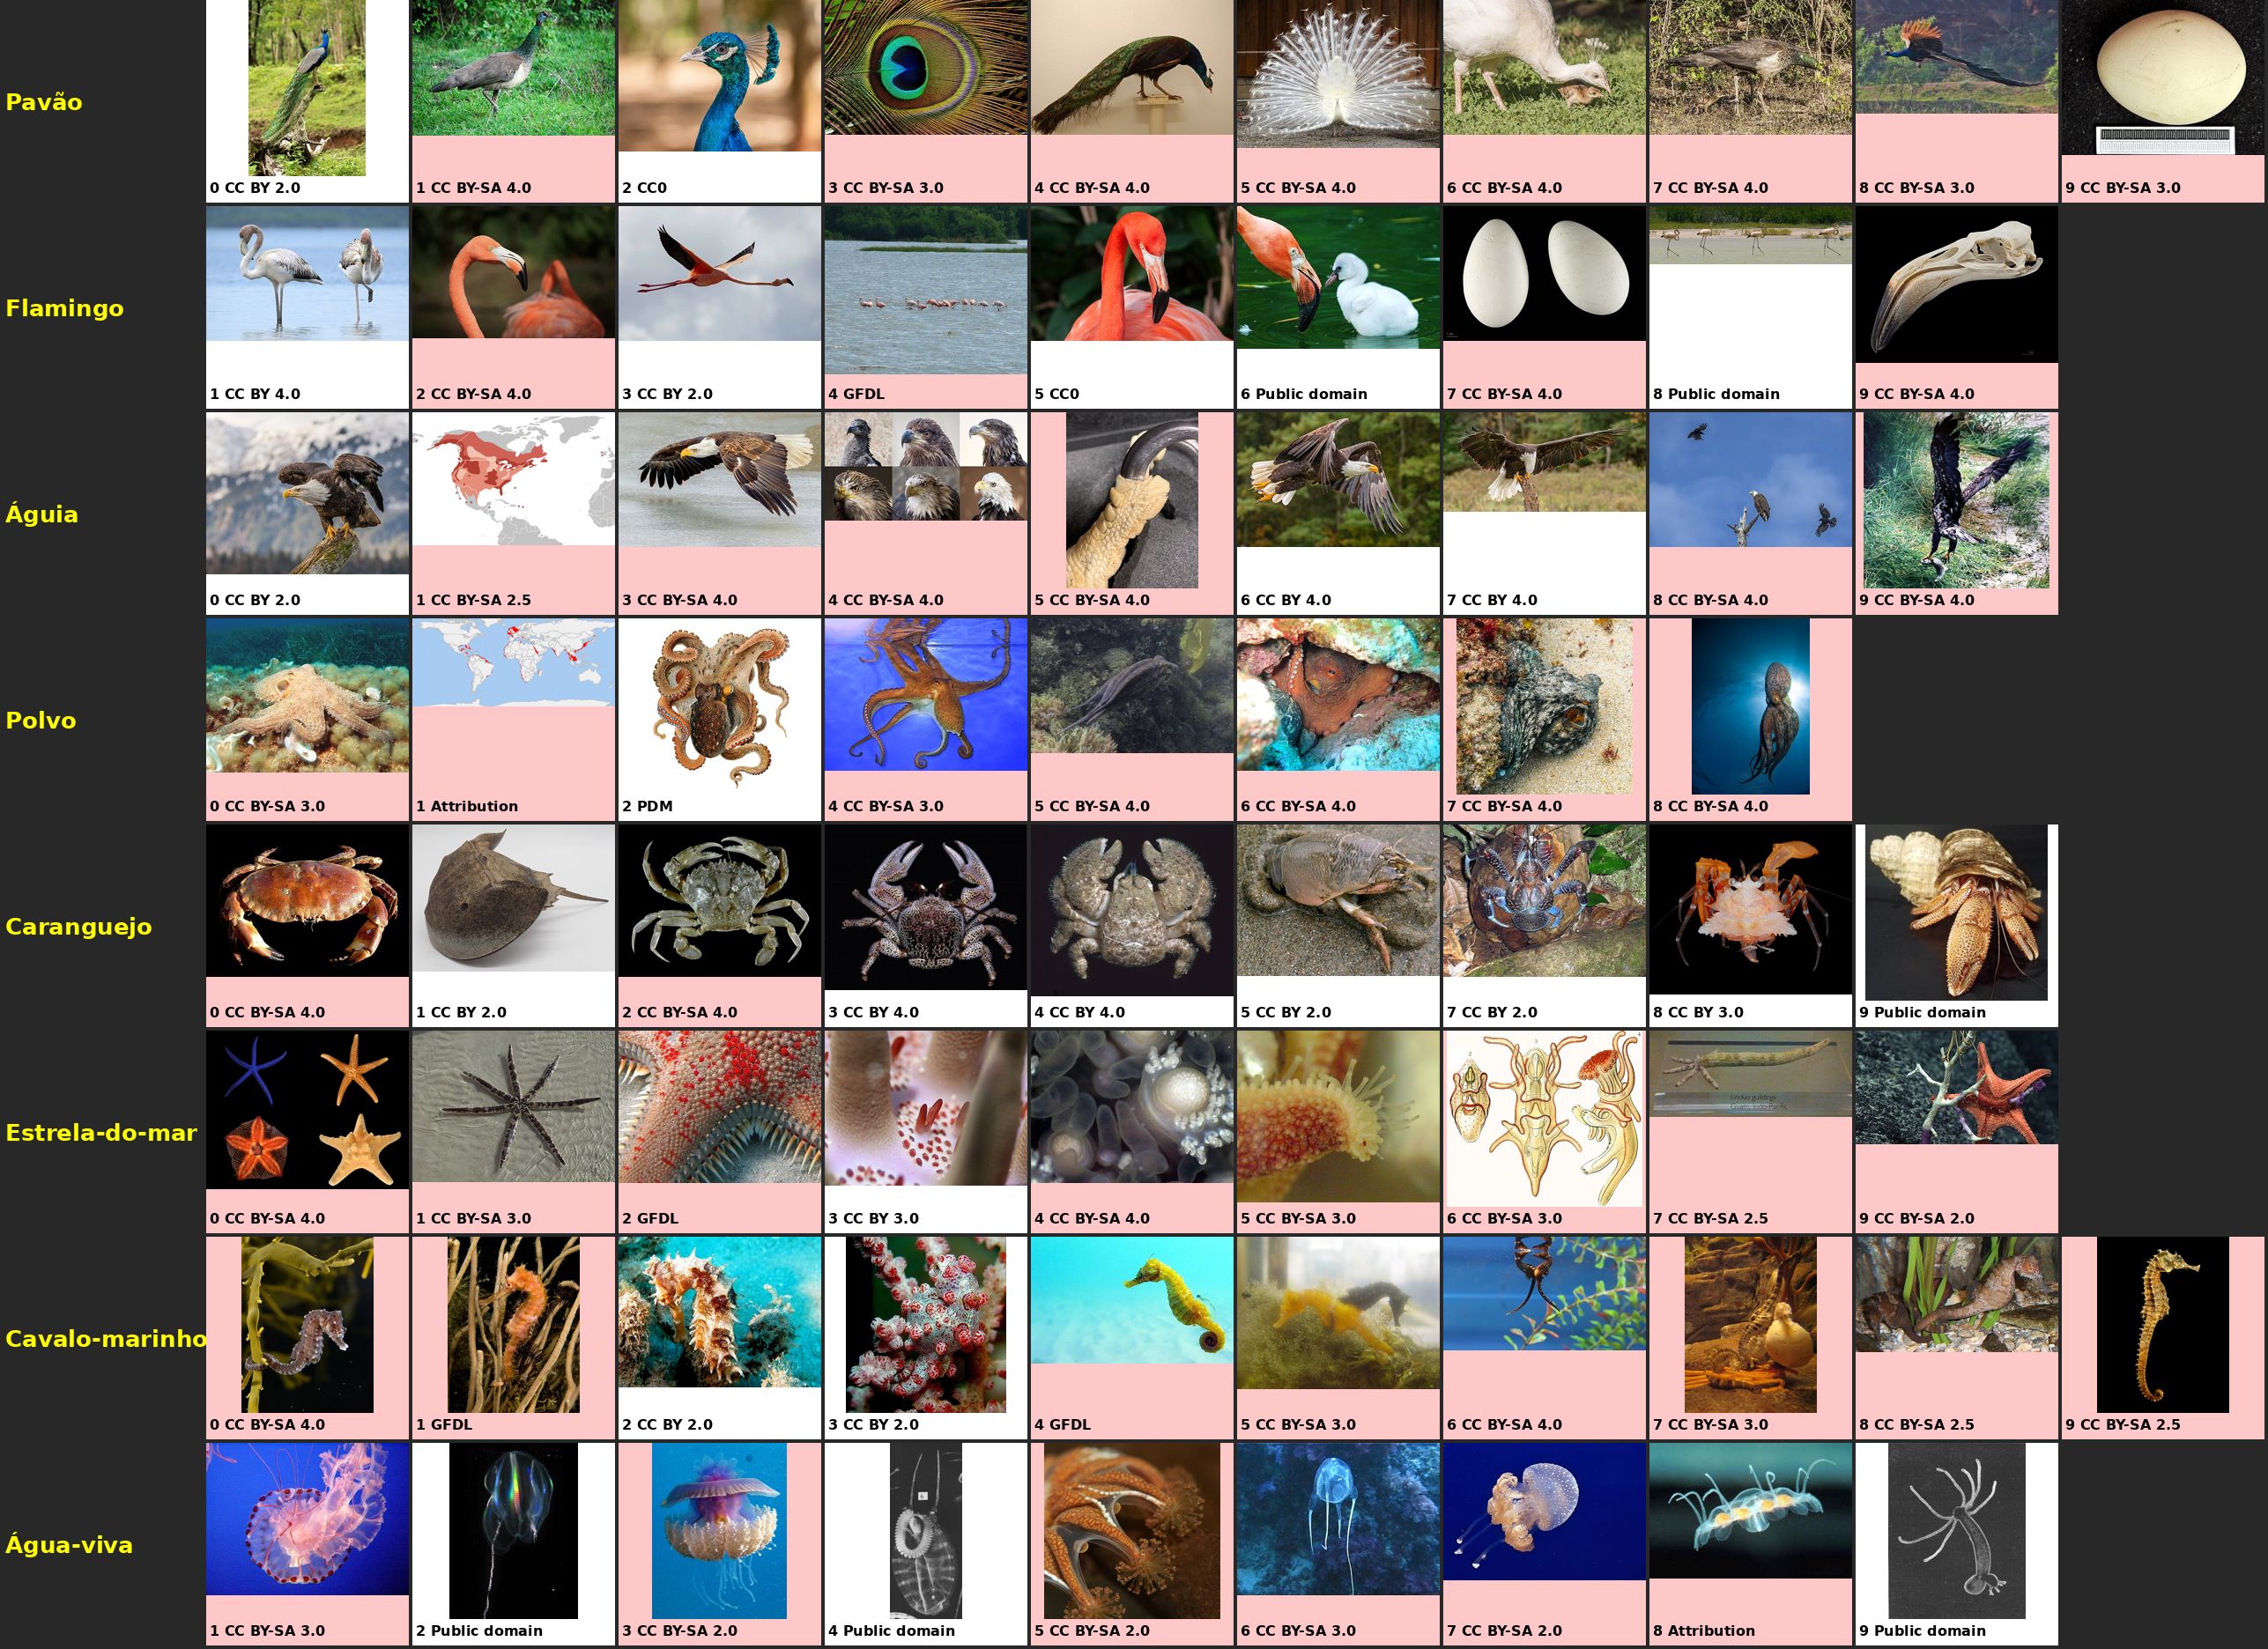 Pavão
0 CC BY 2.0
1 CC BY-SA 4.0
2 CC0
3 CC BY-SA 3.0
4 CC BY-SA 4.0
5 CC BY-SA 4.0
6 CC BY-SA 4.0
7 CC BY-SA 4.0
8 CC BY-SA 3.0
9 CC BY-SA 3.0
Flamingo
1 CC BY 4.0
2 CC BY-SA 4.0
3 CC BY 2.0
4 GFDL
5 CC0
6 Public domain
7 CC BY-SA 4.0
8 Public domain
9 CC BY-SA 4.0
Águia
0 CC BY 2.0
1 CC BY-SA 2.5
3 CC BY-SA 4.0
4 CC BY-SA 4.0
5 CC BY-SA 4.0
6 CC BY 4.0
7 CC BY 4.0
8 CC BY-SA 4.0
9 CC BY-SA 4.0
Polvo
0 CC BY-SA 3.0
1 Attribution
2 PDM
4 CC BY-SA 3.0
5 CC BY-SA 4.0
6 CC BY-SA 4.0
7 CC BY-SA 4.0
8 CC BY-SA 4.0
Caranguejo
0 CC BY-SA 4.0
1 CC BY 2.0
2 CC BY-SA 4.0
3 CC BY 4.0
4 CC BY 4.0
5 CC BY 2.0
7 CC BY 2.0
8 CC BY 3.0
9 Public domain
Estrela-do-mar
0 CC BY-SA 4.0
1 CC BY-SA 3.0
2 GFDL
3 CC BY 3.0
4 CC BY-SA 4.0
5 CC BY-SA 3.0
6 CC BY-SA 3.0
7 CC BY-SA 2.5
9 CC BY-SA 2.0
Cavalo-marinho
0 CC BY-SA 4.0
1 GFDL
2 CC BY 2.0
3 CC BY 2.0
4 GFDL
5 CC BY-SA 3.0
6 CC BY-SA 4.0
7 CC BY-SA 3.0
8 CC BY-SA 2.5
9 CC BY-SA 2.5
Água-viva
1 CC BY-SA 3.0
2 Public domain
3 CC BY-SA 2.0
4 Public domain
5 CC BY-SA 2.0
6 CC BY-SA 3.0
7 CC BY-SA 2.0
8 Attribution
9 Public domain